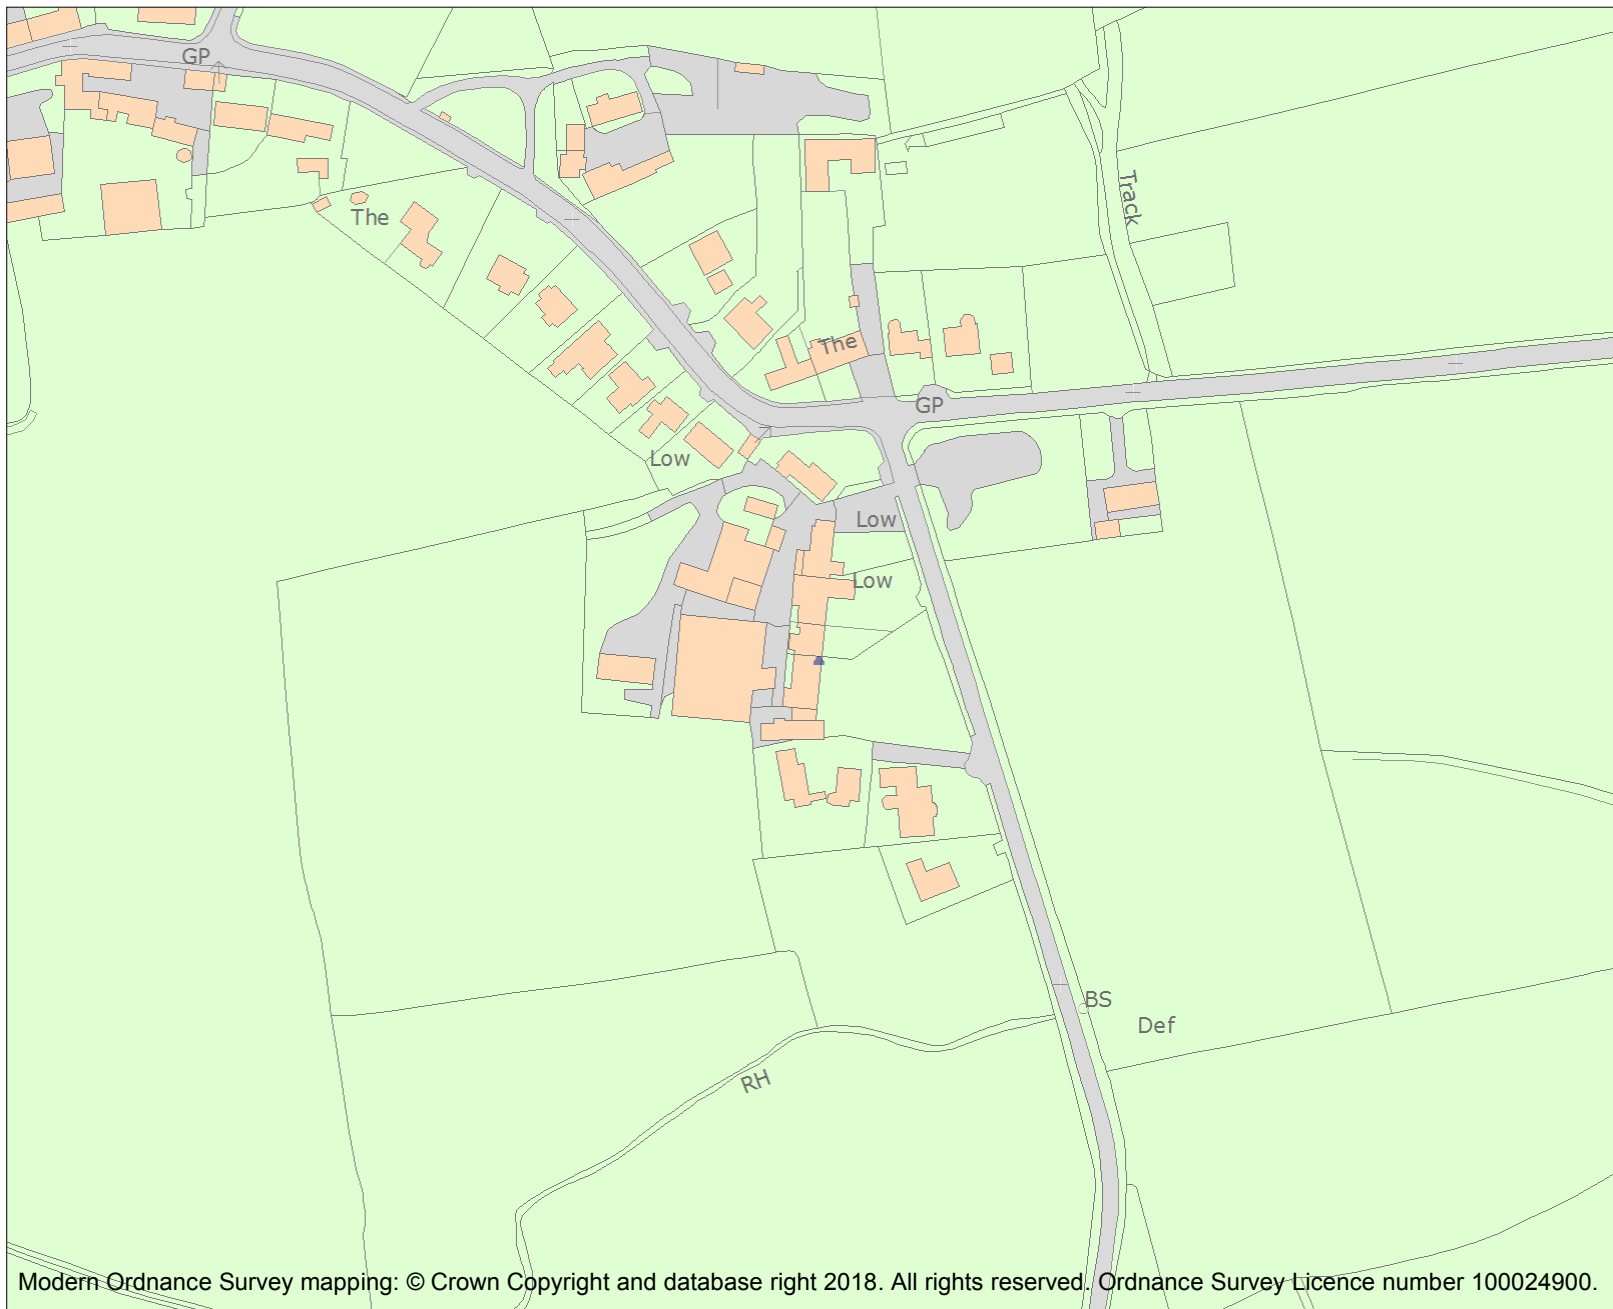 GP
The
Track
The
GP
Low
Low
Low
BS
Def
RH
Modern Ordnance Survey mapping: © Crown Copyright and database right 2018. All rights reserved. Ordnance Survey Licence number 100024900.